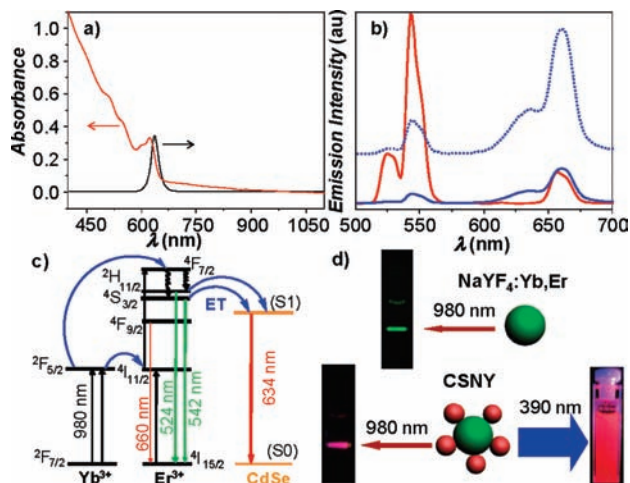 a)
Absorbance
1.0
0.8
0.6
0.4
0.2
0.0
450 600 750 900 1050
λ (nm)
b)
Emission Intensity (au)
500 550 600 650 700
λ (nm)
c)
⁴F₇/₂
²H₁₁/₂
⁴S₃/₂
⁴F₉/₂
ET
(S1)
²F₅/₂
⁴I₁₁/₂
980 nm
660 nm
524 nm
542 nm
634 nm
²F₇/₂
⁴I₁₅/₂
(S0)
Yb³⁺
Er³⁺
CdSe
d)
NaYF₄:Yb,Er
980 nm
CSNY
980 nm
390 nm